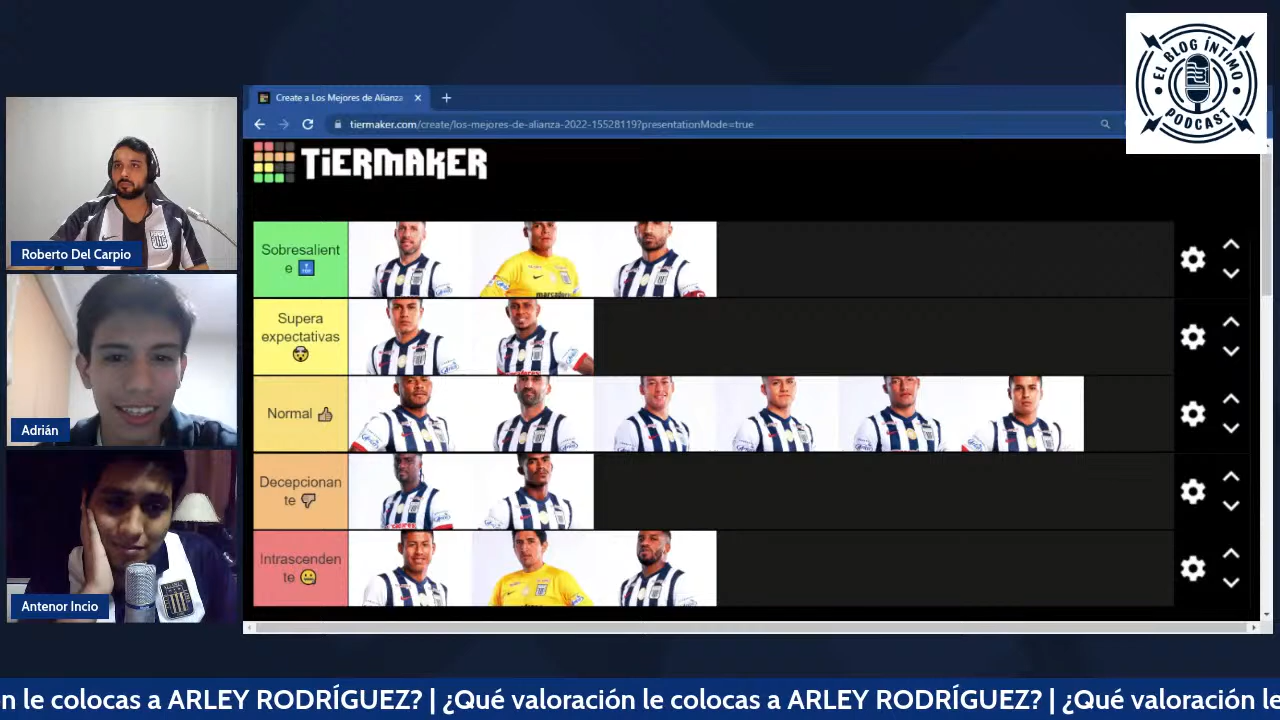 EL BLOG ÍNTIMO
PODCAST
Create a Los Mejores de Alianza
tiermaker.com/create/los-mejores-de-alianza-2022-15528119?presentationMode=true
TiERMAKER
Roberto Del Carpio
Adrián
Antenor Incio
Sobresalient
e 🔝
TOP
Supera
expectativas
🤯
Normal 👍
Decepcionan
te 👎
Intrascenden
te 😐
ón le colocas a ARLEY RODRÍGUEZ? | ¿Qué valoración le colocas a ARLEY RODRÍGUEZ? | ¿Qué valoración le